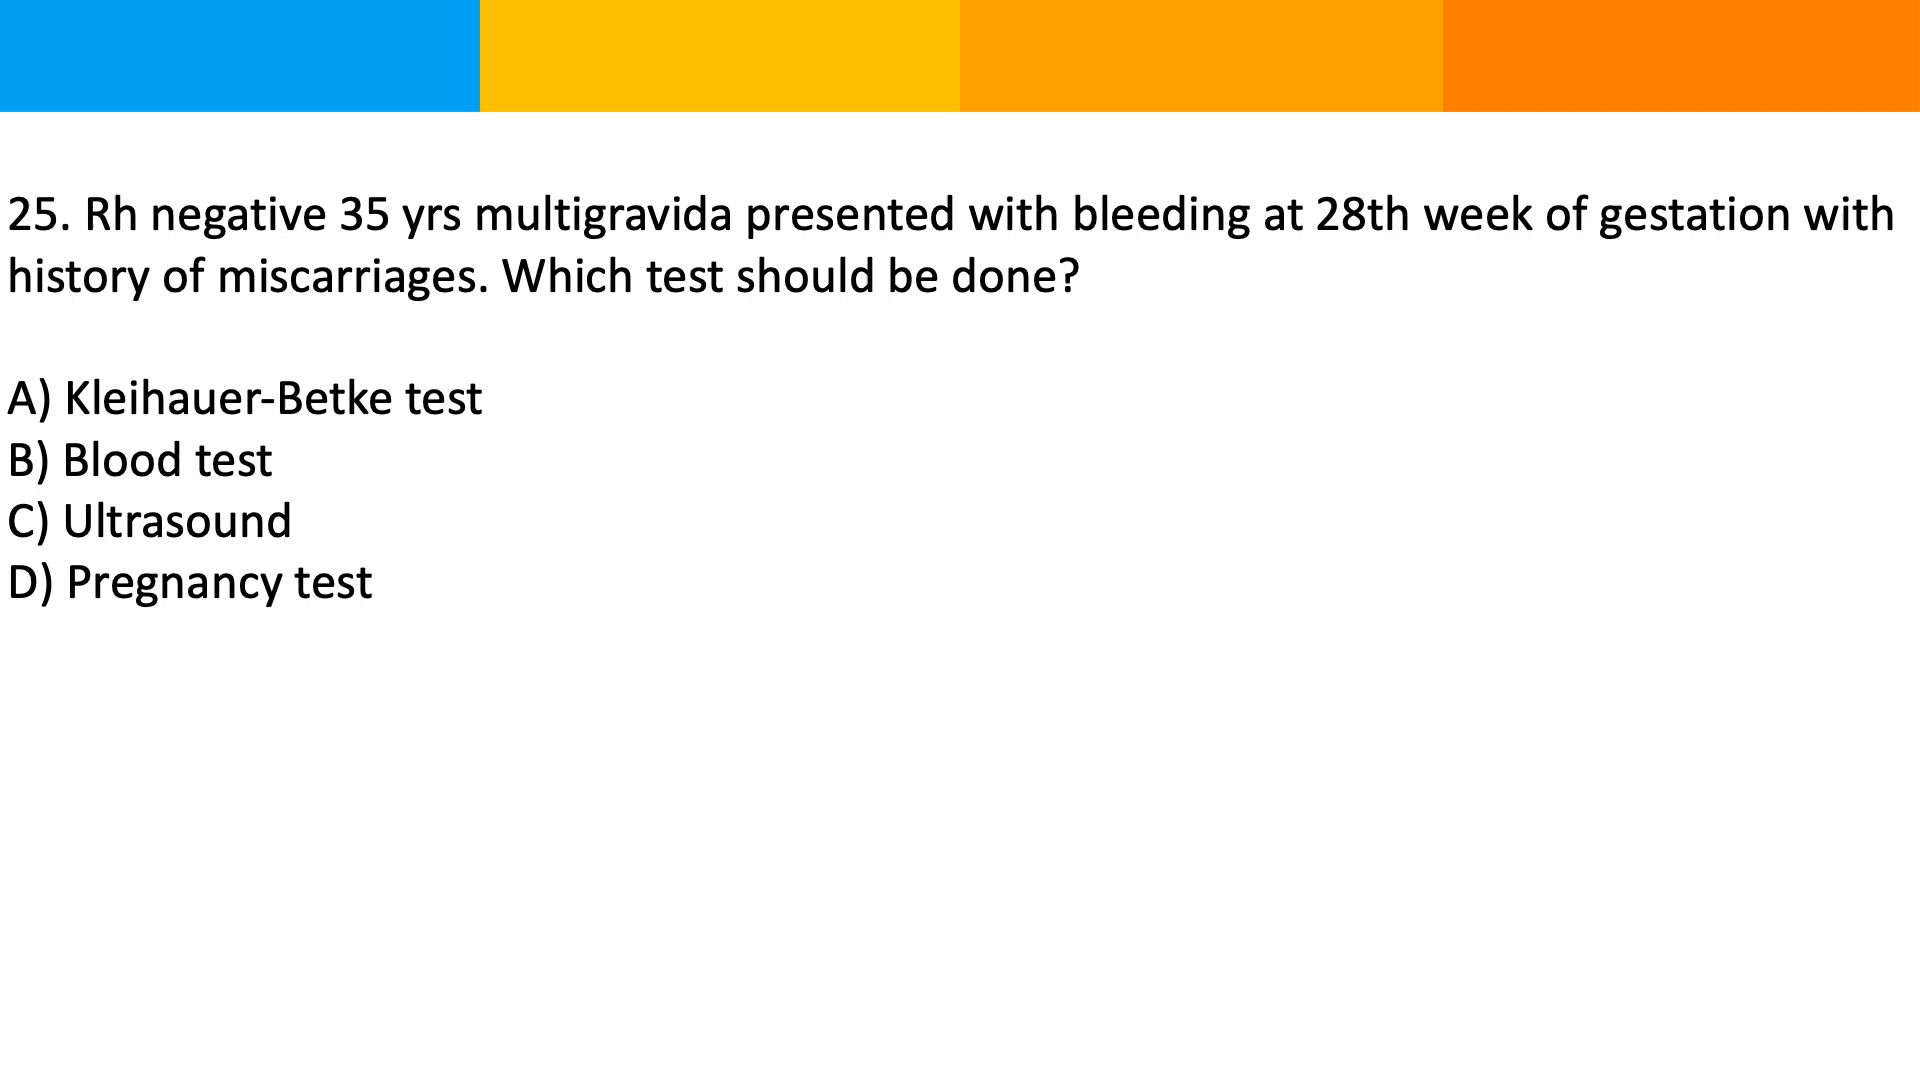 25. Rh negative 35 yrs multigravida presented with bleeding at 28th week of gestation with
history of miscarriages. Which test should be done?
A) Kleihauer-Betke test
B) Blood test
C) Ultrasound
D) Pregnancy test